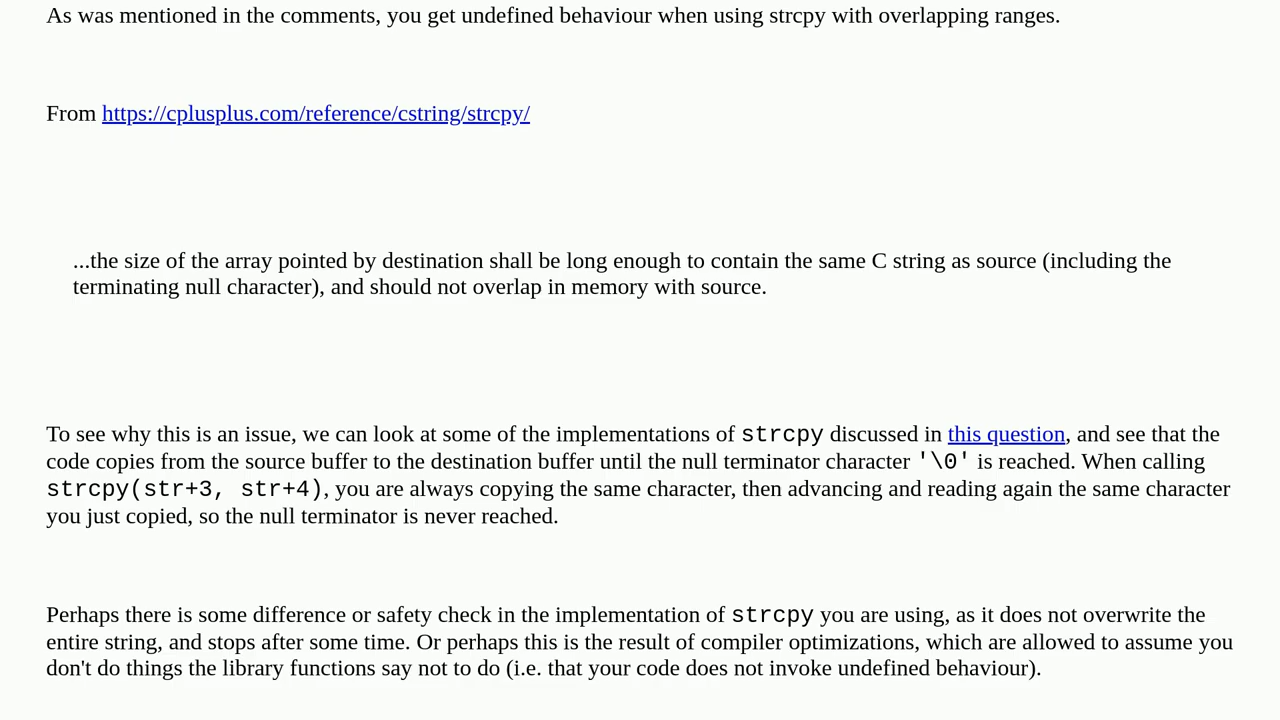 As was mentioned in the comments, you get undefined behaviour when using strcpy with overlapping ranges.
From https://cplusplus.com/reference/cstring/strcpy/
...the size of the array pointed by destination shall be long enough to contain the same C string as source (including the
terminating null character), and should not overlap in memory with source.
To see why this is an issue, we can look at some of the implementations of strcpy discussed in this question, and see that the
code copies from the source buffer to the destination buffer until the null terminator character '\0' is reached. When calling
strcpy(str+3, str+4), you are always copying the same character, then advancing and reading again the same character
you just copied, so the null terminator is never reached.
Perhaps there is some difference or safety check in the implementation of strcpy you are using, as it does not overwrite the
entire string, and stops after some time. Or perhaps this is the result of compiler optimizations, which are allowed to assume you
don't do things the library functions say not to do (i.e. that your code does not invoke undefined behaviour).